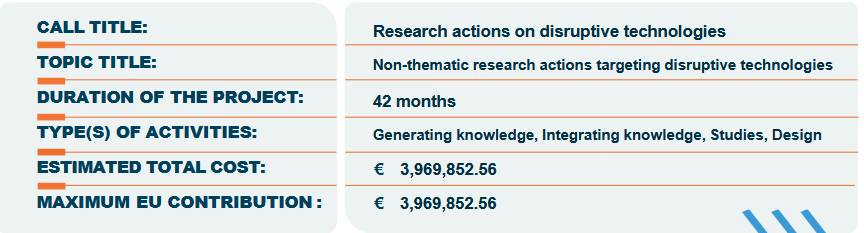 CALL TITLE: Research actions on disruptive technologies
TOPIC TITLE: Non-thematic research actions targeting disruptive technologies
DURATION OF THE PROJECT: 42 months
TYPE(S) OF ACTIVITIES: Generating knowledge, Integrating knowledge, Studies, Design
ESTIMATED TOTAL COST: € 3,969,852.56
MAXIMUM EU CONTRIBUTION : € 3,969,852.56